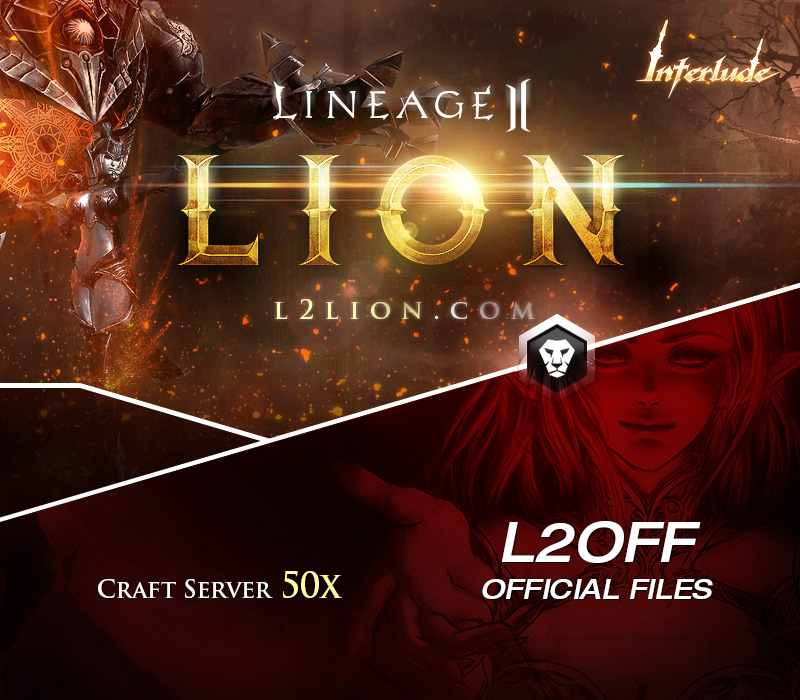 Interlude
LINEAGE II
LION
L2LION.COM
L2OFF
OFFICIAL FILES
CRAFT SERVER 50X